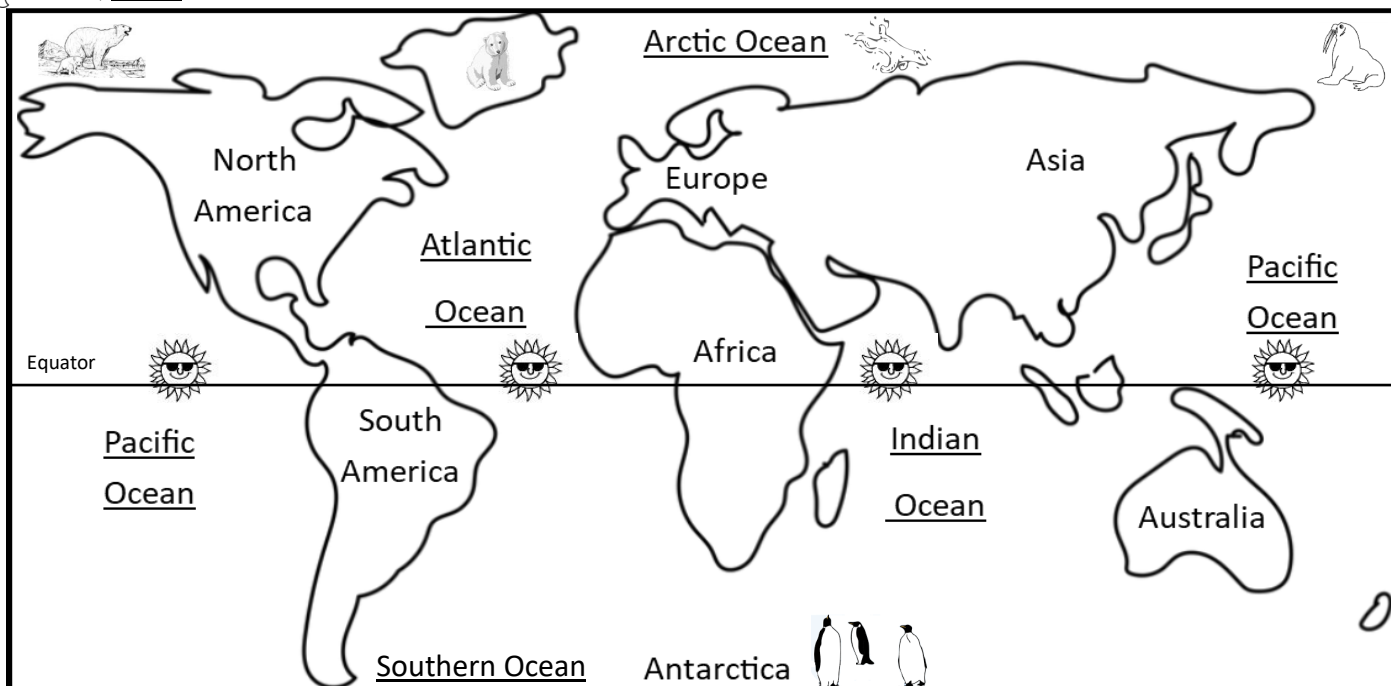 Arctic Ocean
North
America
Europe
Asia
Atlantic
Ocean
Pacific
Ocean
Africa
Equator
South
America
Pacific
Ocean
Indian
Ocean
Australia
Southern Ocean
Antarctica